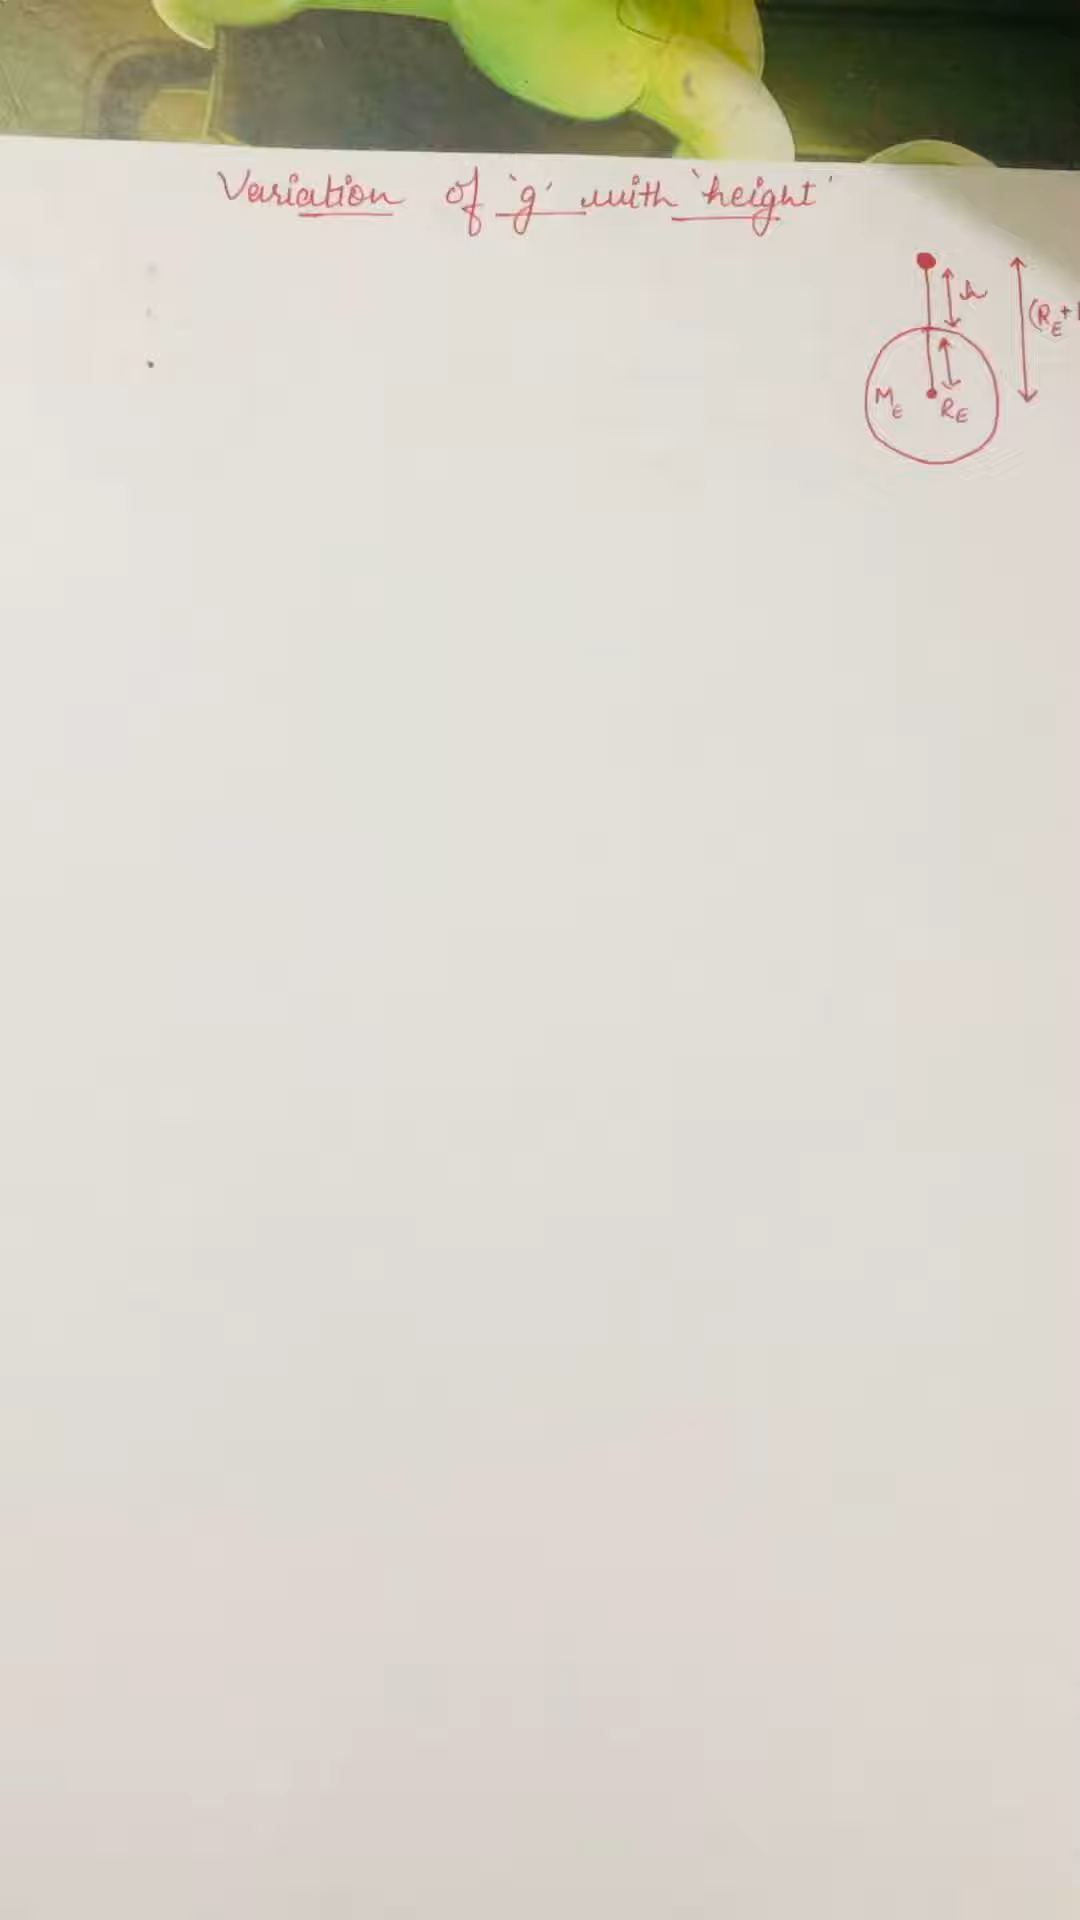 Variation of 'g' with 'height'
h
(R_E +
M_E R_E